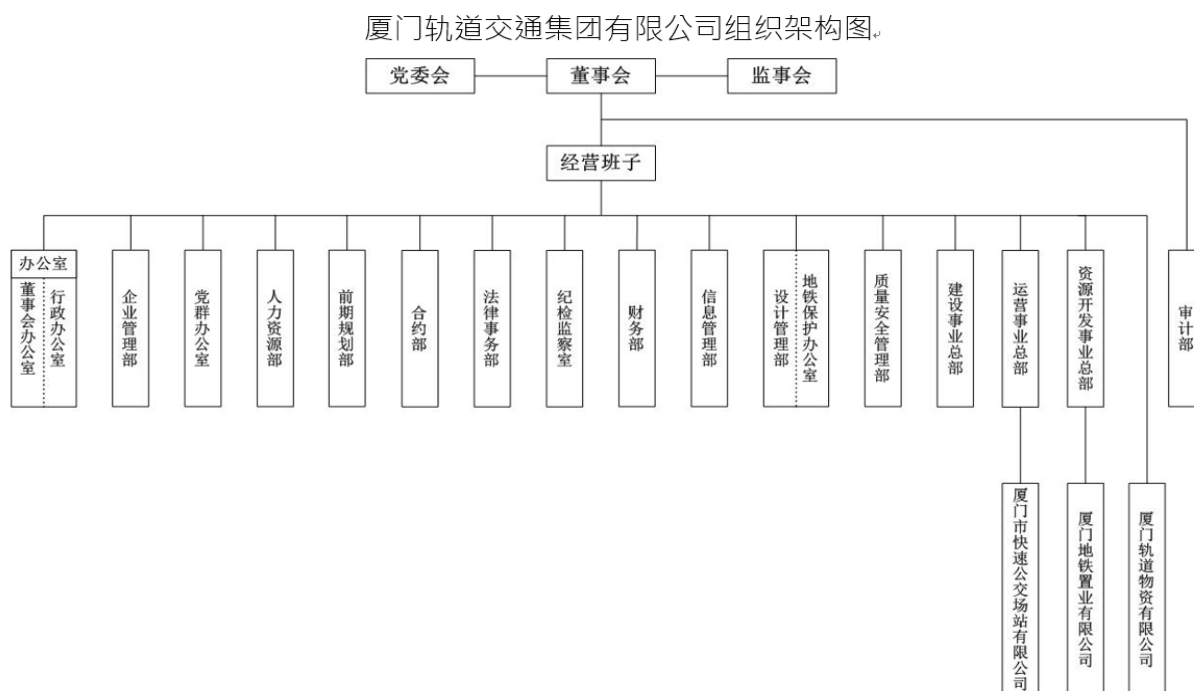 厦门轨道交通集团有限公司组织架构图
党委会
董事会
监事会
经营班子
办公室
董事会办公室
行政办公室
企业管理部
党群办公室
人力资源部
前期规划部
合约部
法律事务部
纪检监察室
财务部
信息管理部
设计管理部
地铁保护办公室
质量安全管理部
建设事业总部
运营事业总部
资源开发事业总部
审计部
厦门市快速公交场站有限公司
厦门地铁置业有限公司
厦门轨道物资有限公司